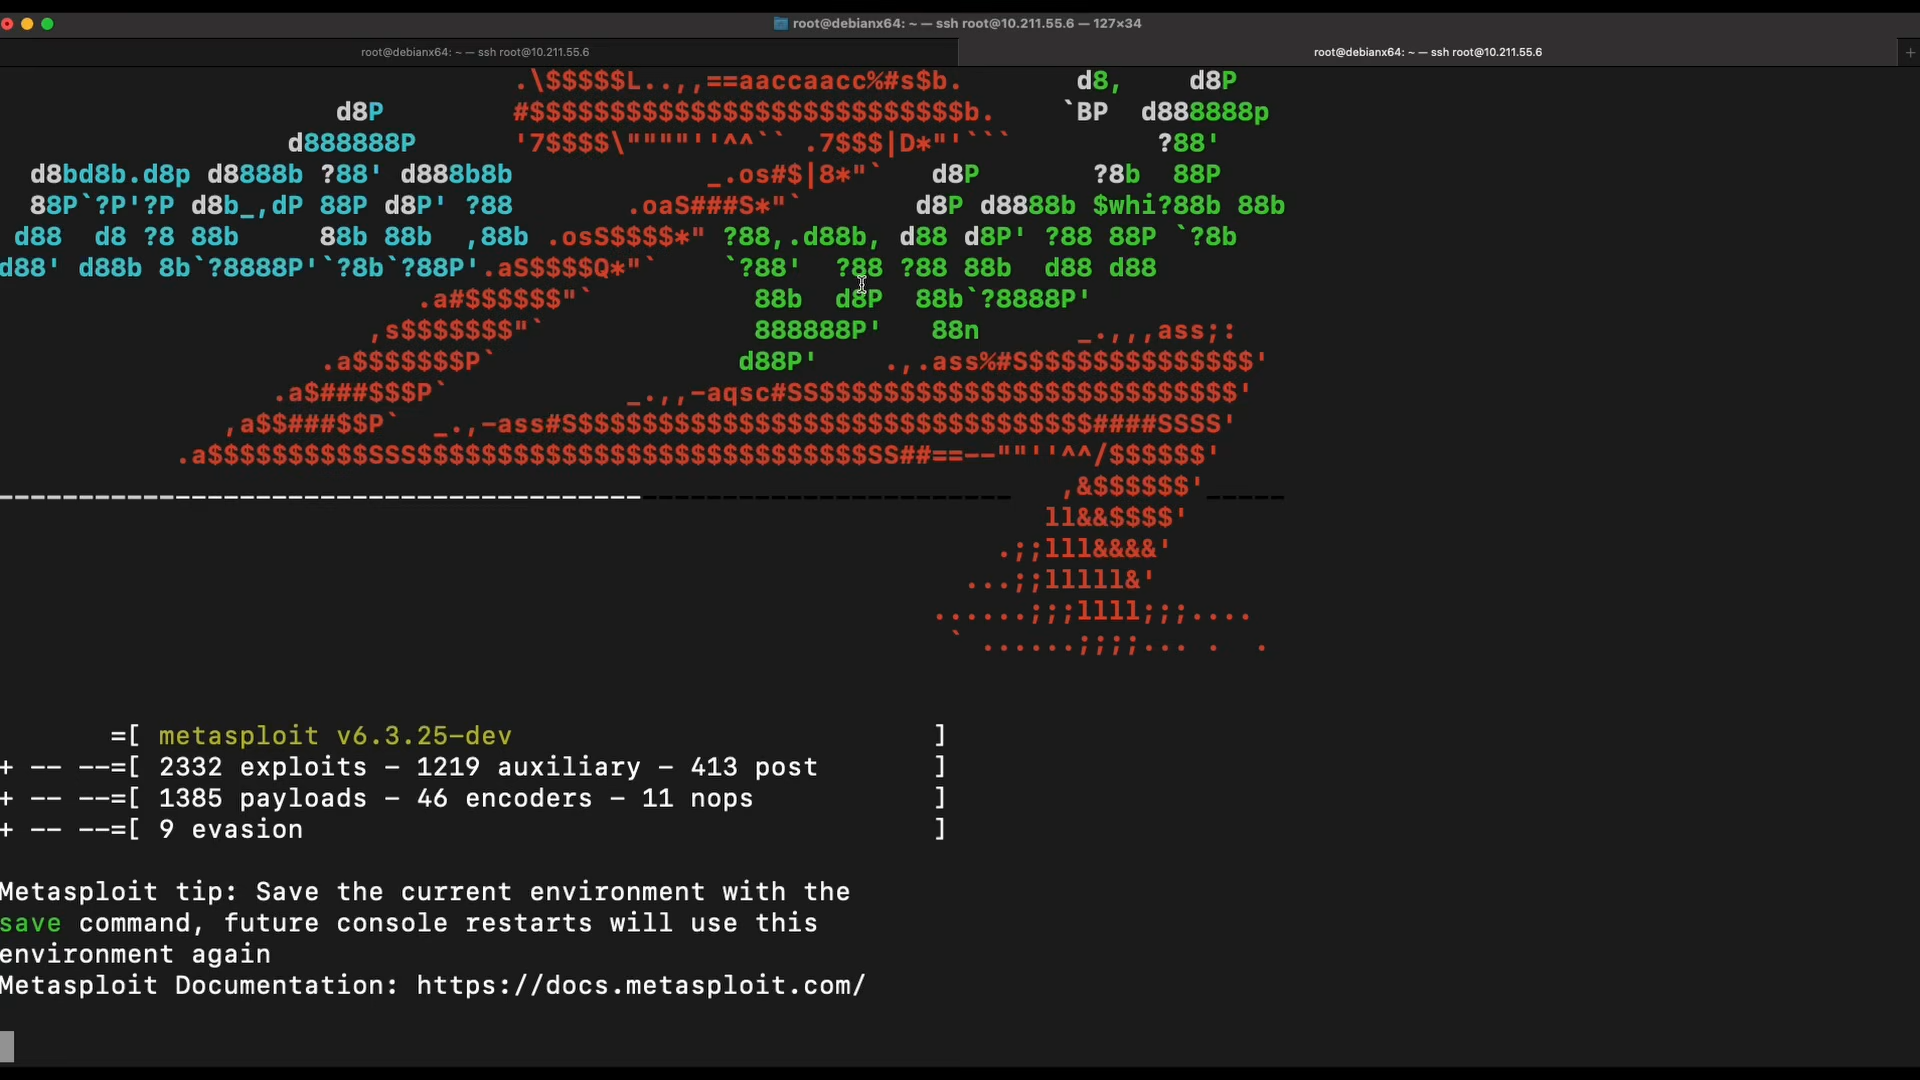 root@debianx64: ~ — ssh root@10.211.55.6 — 127×34
root@debianx64: ~ — ssh root@10.211.55.6
root@debianx64: ~ — ssh root@10.211.55.6
+
                                .\$$$$$L..,,==aaccaacc%#s$b.       d8,    d8P
                     d8P        #$$$$$$$$$$$$$$$$$$$$$$$$$$$b.    `BP  d888888p
                  d888888P      '7$$$$\""""''^^`` .7$$$|D*"'```         ?88'
  d8bd8b.d8p d8888b ?88' d888b8b            _.os#$|8*"`   d8P       ?8b  88P
  88P`?P'?P d8b_,dP 88P d8P' ?88       .oaS###S*"`       d8P d8888b $whi?88b 88b
 d88  d8 ?8 88b     88b 88b  ,88b .osS$$$$*" ?88,.d88b, d88 d8P' ?88 88P `?8b
d88' d88b 8b`?8888P'`?8b`?88P'.aS$$$$Q*"`    `?88'  ?88 ?88 88b  d88 d88
                          .a#$$$$$$"`          88b  d8P  88b`?8888P'
                       ,s$$$$$$$"`             888888P'   88n      _.,,,ass;:
                    .a$$$$$$$P`               d88P'    .,.ass%#S$$$$$$$$$$$$$$'
                 .a$###$$$P`           _.,,-aqsc#SS$$$$$$$$$$$$$$$$$$$$$$$$$$'
              ,a$$###$$P`  _.,-ass#S$$$$$$$$$$$$$$$$$$$$$$$$$$$$$$$$####SSSS'
           .a$$$$$$$$$$SSS$$$$$$$$$$$$$$$$$$$$$$$$$$$$SS##==--""''^^/$$$$$$'
_______________________________________________________________   ,&$$$$$$'_____
                                                                 ll&&$$$$'
                                                              .;;lll&&&&'
                                                            ...;;lllll&'
                                                          ......;;;llll;;;....
                                                           ` ......;;;;... .  .
       =[ metasploit v6.3.25-dev                          ]
+ -- --=[ 2332 exploits - 1219 auxiliary - 413 post       ]
+ -- --=[ 1385 payloads - 46 encoders - 11 nops           ]
+ -- --=[ 9 evasion                                       ]
Metasploit tip: Save the current environment with the
save command, future console restarts will use this
environment again
Metasploit Documentation: https://docs.metasploit.com/